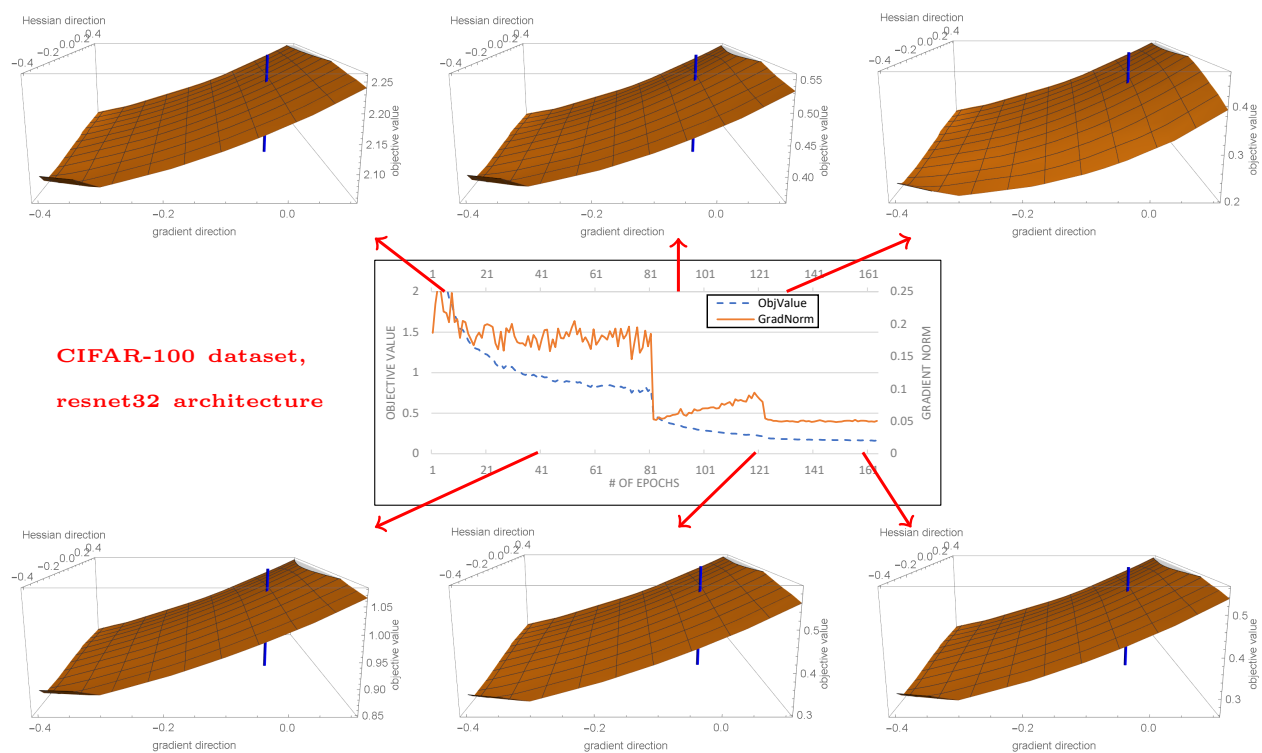 Hessian direction
0.4
0.2
0.0
−0.2
−0.4
2.25
2.20
2.15
2.10
objective value
−0.4
−0.2
0.0
gradient direction
Hessian direction
0.4
0.2
0.0
−0.2
−0.4
0.55
0.50
0.45
0.40
objective value
−0.4
−0.2
0.0
gradient direction
Hessian direction
0.4
0.2
0.0
−0.2
−0.4
0.4
0.3
0.2
objective value
−0.4
−0.2
0.0
gradient direction
CIFAR-100 dataset,
resnet32 architecture
1 21 41 61 81 101 121 141 161
2 0.25
ObjValue
GradNorm
1.5 0.2
0.15
1
0.1
0.5 0.05
0 0
OBJECTIVE VALUE
GRADIENT NORM
1 21 41 61 81 101 121 141 161
# OF EPOCHS
Hessian direction
0.4
0.2
0.0
−0.2
−0.4
1.05
1.00
0.95
0.90
0.85
objective value
−0.4
−0.2
0.0
gradient direction
Hessian direction
0.4
0.2
0.0
−0.2
−0.4
0.5
0.4
0.3
objective value
−0.4
−0.2
0.0
gradient direction
Hessian direction
0.4
0.2
0.0
−0.2
−0.4
0.5
0.4
0.3
objective value
−0.4
−0.2
0.0
gradient direction